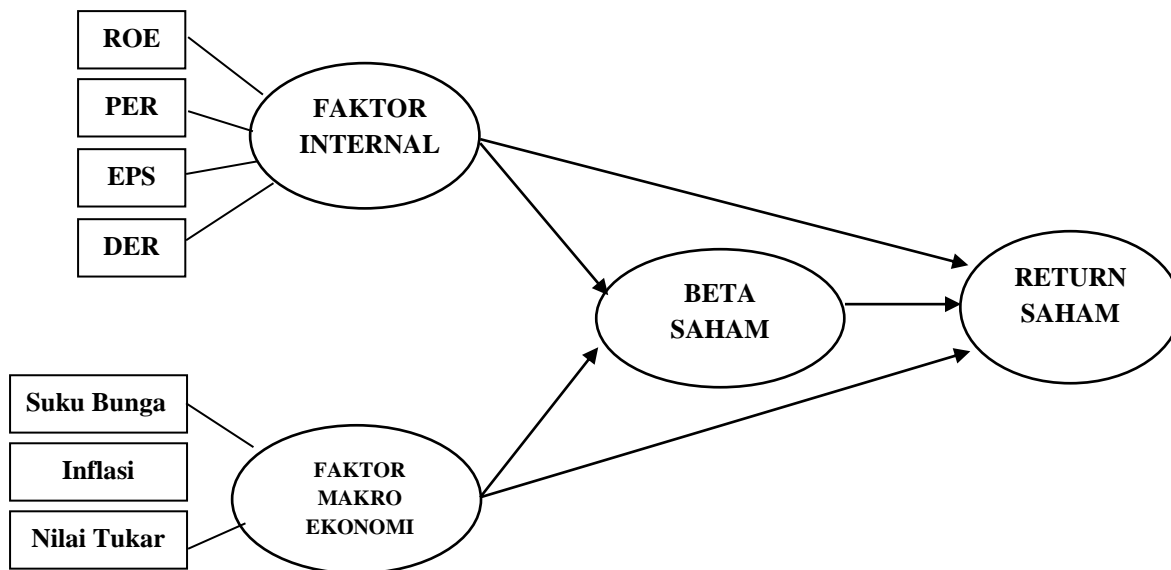 ROE
PER
EPS
DER
FAKTOR
INTERNAL
BETA
SAHAM
RETURN
SAHAM
Suku Bunga
Inflasi
Nilai Tukar
FAKTOR
MAKRO
EKONOMI